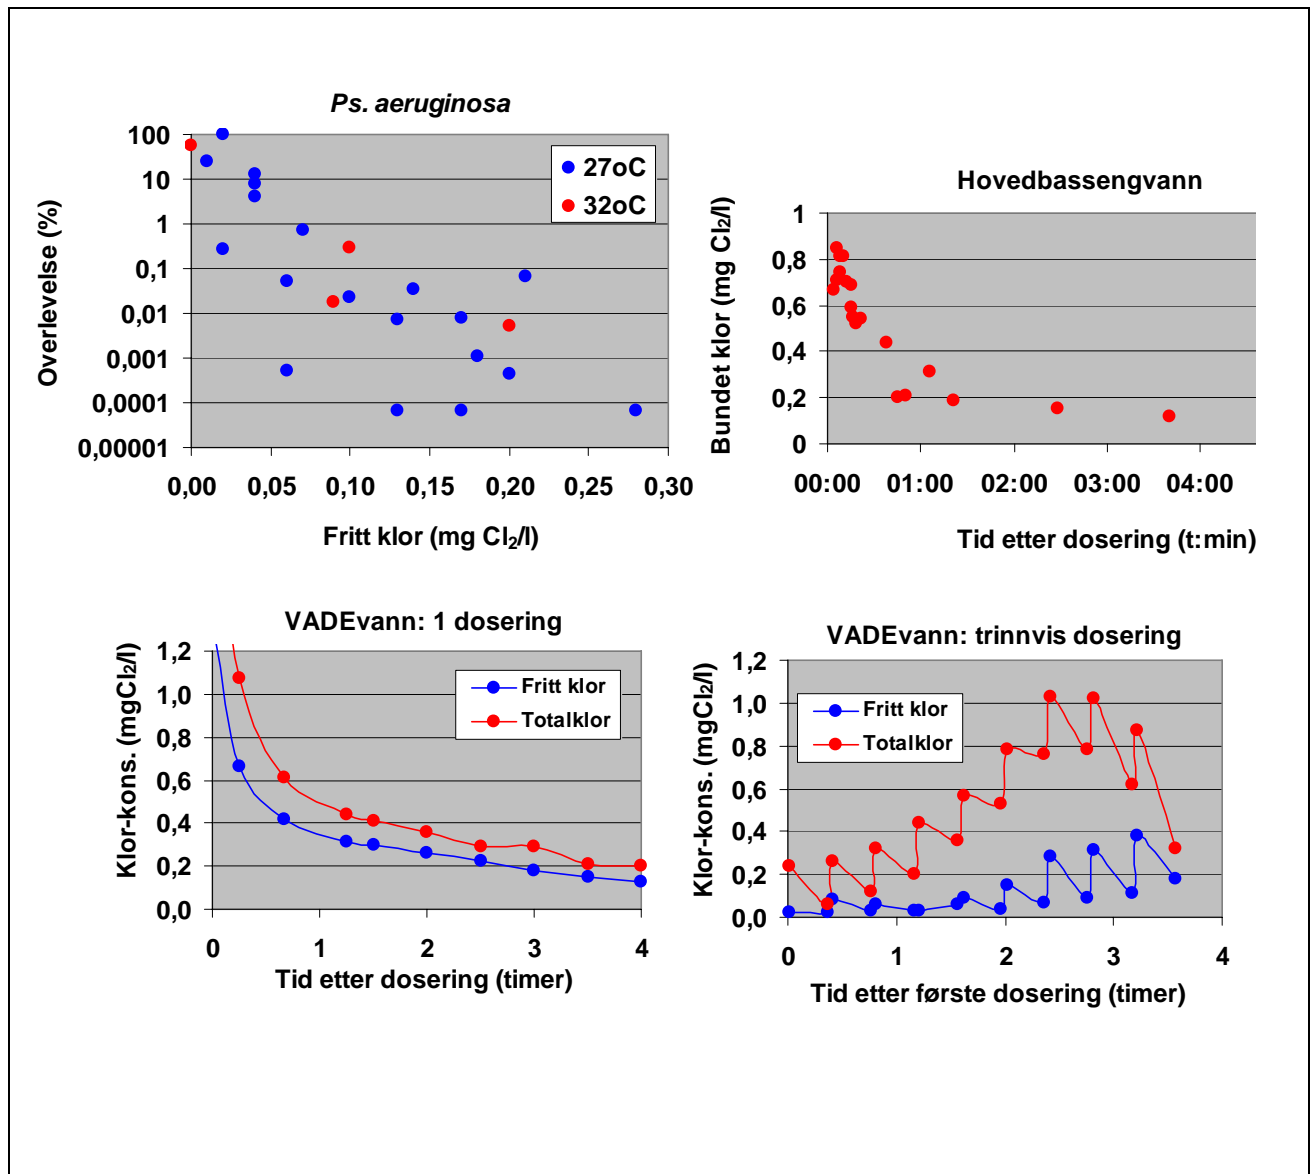 Ps. aeruginosa
100
10
1
0,1
0,01
0,001
0,0001
0,00001
Overlevelse (%)
27oC
32oC
0,00 0,05 0,10 0,15 0,20 0,25 0,30
Fritt klor (mg Cl₂/l)
Hovedbassengvann
1
0,8
0,6
0,4
0,2
0
Bundet klor (mg Cl₂/l)
00:00 01:00 02:00 03:00 04:00
Tid etter dosering (t:min)
VADEvann: 1 dosering
1,2
1,0
0,8
0,6
0,4
0,2
0,0
Klor-kons. (mgCl₂/l)
Fritt klor
Totalklor
0 1 2 3 4
Tid etter dosering (timer)
VADEvann: trinnvis dosering
1,2
1,0
0,8
0,6
0,4
0,2
0,0
Klor-kons. (mgCl₂/l)
Fritt klor
Totalklor
0 1 2 3 4
Tid etter første dosering (timer)